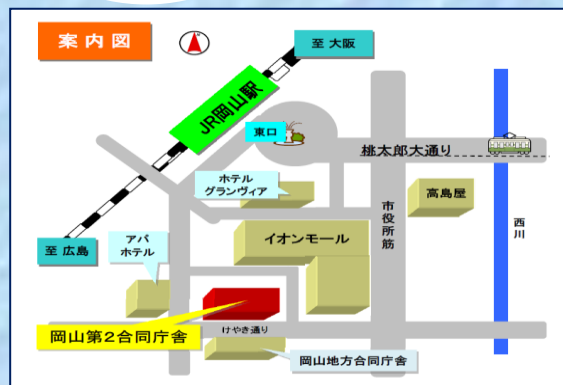 案内図
至 大阪
JR岡山駅
東口
桃太郎大通り
ホテル
グランヴィア
高島屋
市役所筋
西川
至 広島
アパ
ホテル
イオンモール
岡山第2合同庁舎
けやき通り
岡山地方合同庁舎